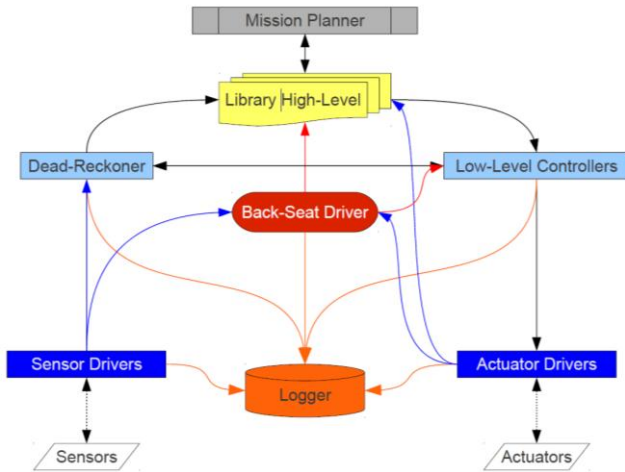 Mission Planner
Library High-Level
Dead-Reckoner
Low-Level Controllers
Back-Seat Driver
Sensor Drivers
Actuator Drivers
Logger
Sensors
Actuators